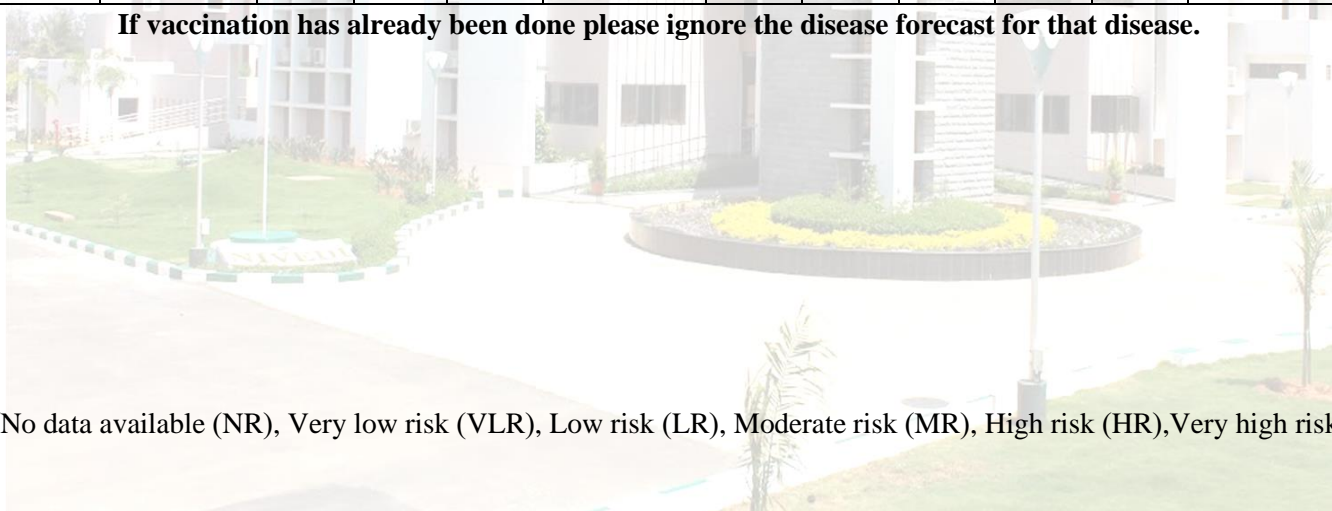 If vaccination has already been done please ignore the disease forecast for that disease.
NIVEDI
No data available (NR), Very low risk (VLR), Low risk (LR), Moderate risk (MR), High risk (HR),Very high risk